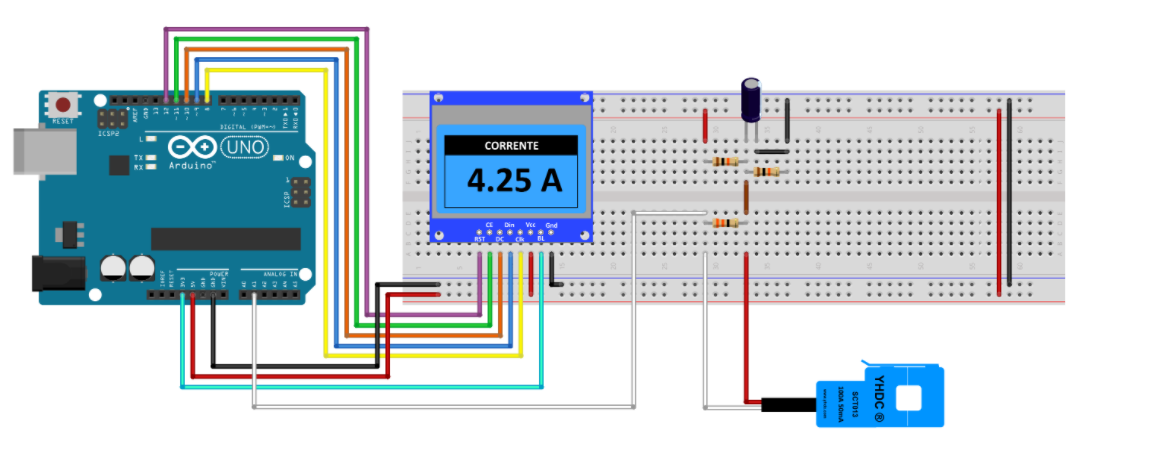 RESET
ICSP2
AREF
GND
13
12
~11
~10
~9
8
7
~6
~5
4
~3
2
TX▶1
RX◀0
DIGITAL (PWM=~)
L
TX
RX
UNO
ON
Arduino™
ICSP
1
POWER
ANALOG IN
IOREF
RESET
3V3
5V
GND
GND
VIN
A0
A1
A2
A3
A4
A5
CORRENTE
4.25 A
CE Din Vcc Gnd
RST DC Clk BL
YHDC ®
SCT013
100A 50mA